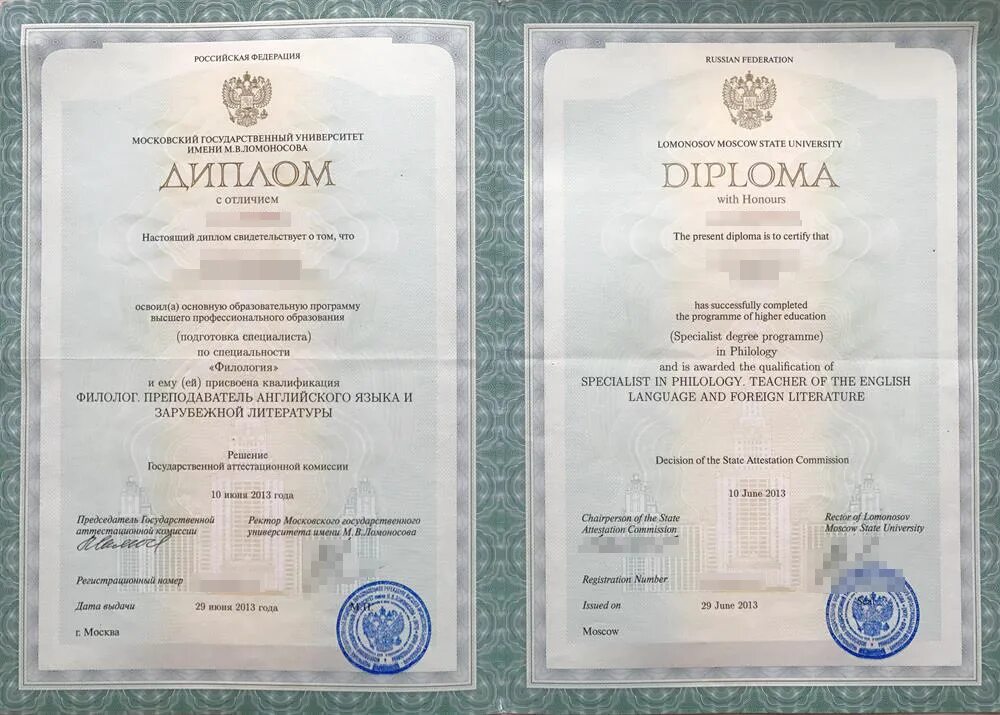 РОССИЙСКАЯ ФЕДЕРАЦИЯ
МОСКОВСКИЙ ГОСУДАРСТВЕННЫЙ УНИВЕРСИТЕТ
ИМЕНИ М.В.ЛОМОНОСОВА
ДИПЛОМ
с отличием
Настоящий диплом свидетельствует о том, что
освоил(а) основную образовательную программу
высшего профессионального образования
(подготовка специалиста)
по специальности
«Филология»
и ему (ей) присвоена квалификация
ФИЛОЛОГ. ПРЕПОДАВАТЕЛЬ АНГЛИЙСКОГО ЯЗЫКА И
ЗАРУБЕЖНОЙ ЛИТЕРАТУРЫ
Решение
Государственной аттестационной комиссии
10 июня 2013 года
Председатель Государственной
аттестационной комиссии
Ректор Московского государственного
университета имени М.В.Ломоносова
Регистрационный номер
Дата выдачи
29 июня 2013 года
М.П.
г. Москва
RUSSIAN FEDERATION
LOMONOSOV MOSCOW STATE UNIVERSITY
DIPLOMA
with Honours
The present diploma is to certify that
has successfully completed
the programme of higher education
(Specialist degree programme)
in Philology
and is awarded the qualification of
SPECIALIST IN PHILOLOGY. TEACHER OF THE ENGLISH
LANGUAGE AND FOREIGN LITERATURE
Decision of the State Attestation Commission
10 June 2013
Chairperson of the State
Attestation Commission
Rector of Lomonosov
Moscow State University
Registration Number
Issued on
29 June 2013
Seal
Moscow